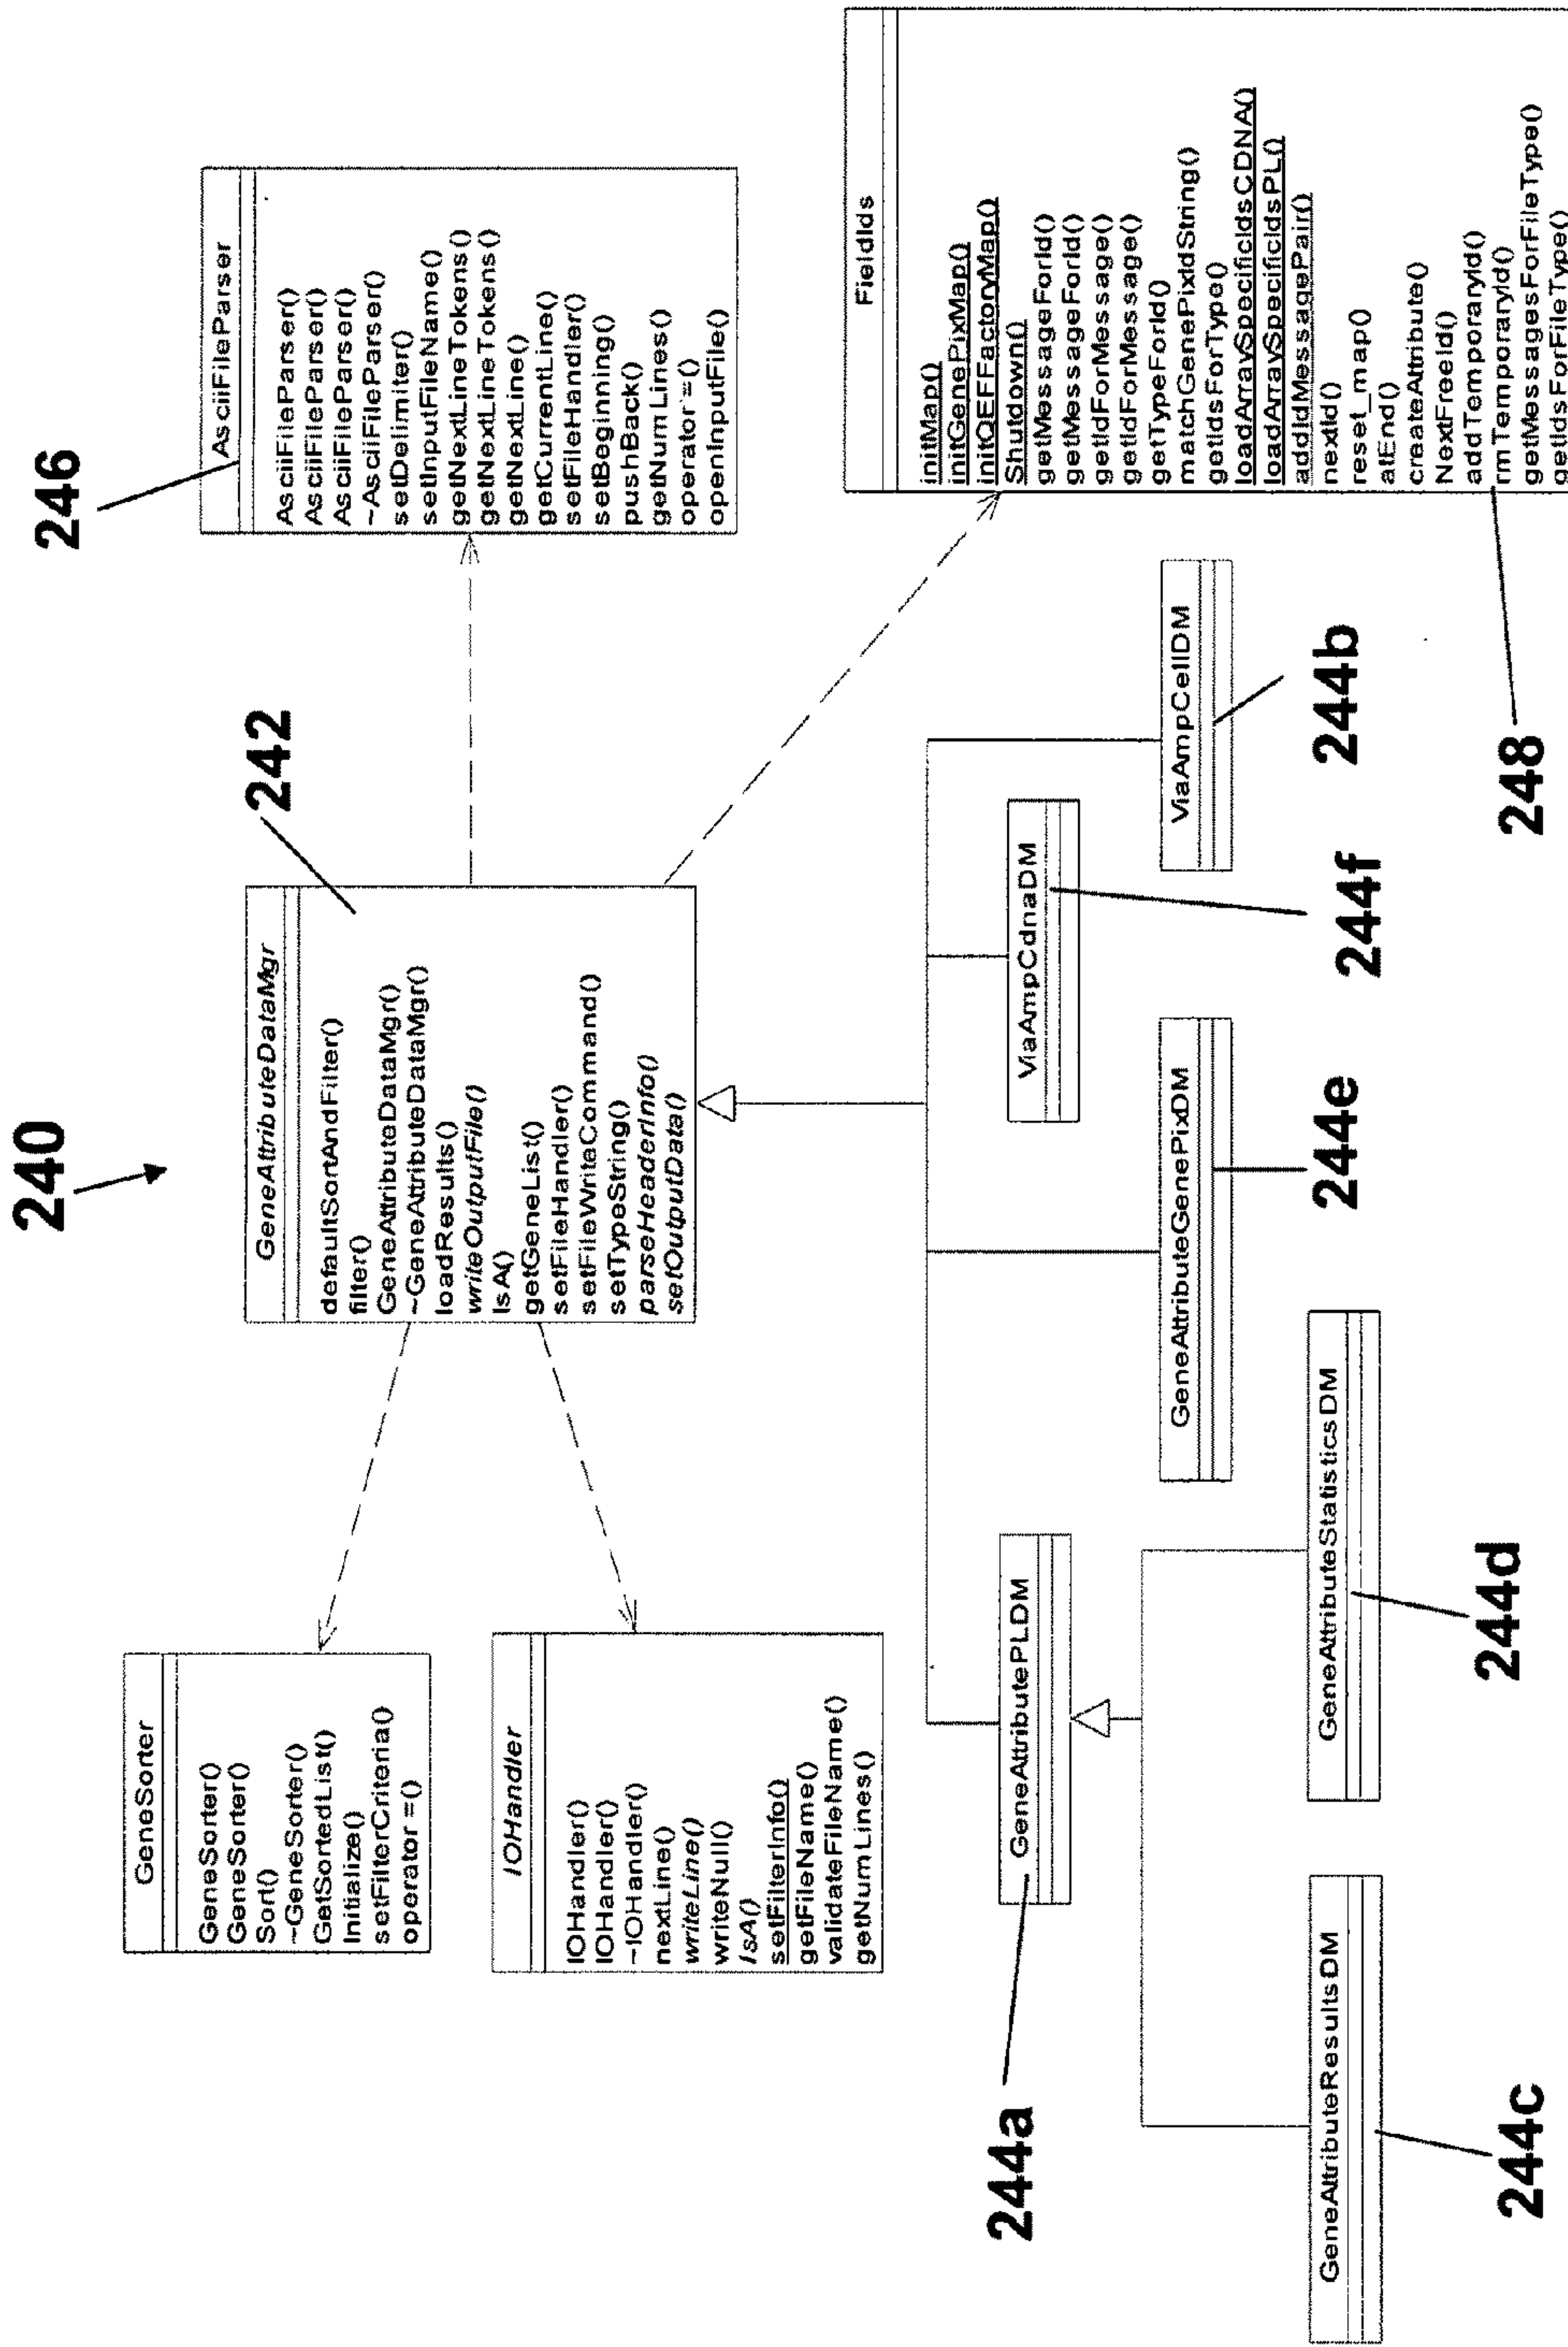 240
246
GeneSorter
GeneSorter()
GeneSorter()
Sort()
~GeneSorter()
GetSortedList()
Initialize()
setFilterCriteria()
operator =()
IOHandler
IOHandler()
IOHandler()
~IOHandler()
nextLine()
writeLine()
writeNull()
IsA()
setFilterInfo()
getFileName()
validateFileName()
getNumLines()
GeneAttributeDataMgr
defaultSortAndFilter()
filter()
GeneAttributeDataMgr()
~GeneAttributeDataMgr()
loadResults()
writeOutputFile()
IsA()
getGeneList()
setFileHandler()
setFileWriteCommand()
setTypeString()
parseHeaderInfo()
setOutputData()
242
AsciiFileParser
AsciiFileParser()
AsciiFileParser()
AsciiFileParser()
~AsciiFileParser()
setDelimiter()
setInputFileName()
getNextLineTokens()
getNextLineTokens()
getNextLine()
getCurrentLine()
setFileHandler()
setBeginning()
pushBack()
getNumLines()
operator=()
openInputFile()
FieldIds
initMap()
initGenePixMap()
initQEFFactoryMap()
Shutdown()
getMessageForId()
getMessageForId()
getIdForMessage()
getIdForMessage()
getTypeForId()
matchGenePixIdString()
getIdsForType()
loadArraySpecificIdsCDNA()
loadArraySpecificIdsPL()
addIdMessagePair()
nextId()
reset_map()
atEnd()
createAttribute()
NextFreeId()
addTemporaryId()
rmTemporaryId()
getMessagesForFileType()
getIdsForFileType()
GeneAttributePLDM
244a
ViaAmpCdnaDM
244f
GeneAttributeGenePixDM
244e
ViaAmpCellDM
244b
GeneAttributeResultsDM
244c
GeneAttributeStatisticsDM
244d
248